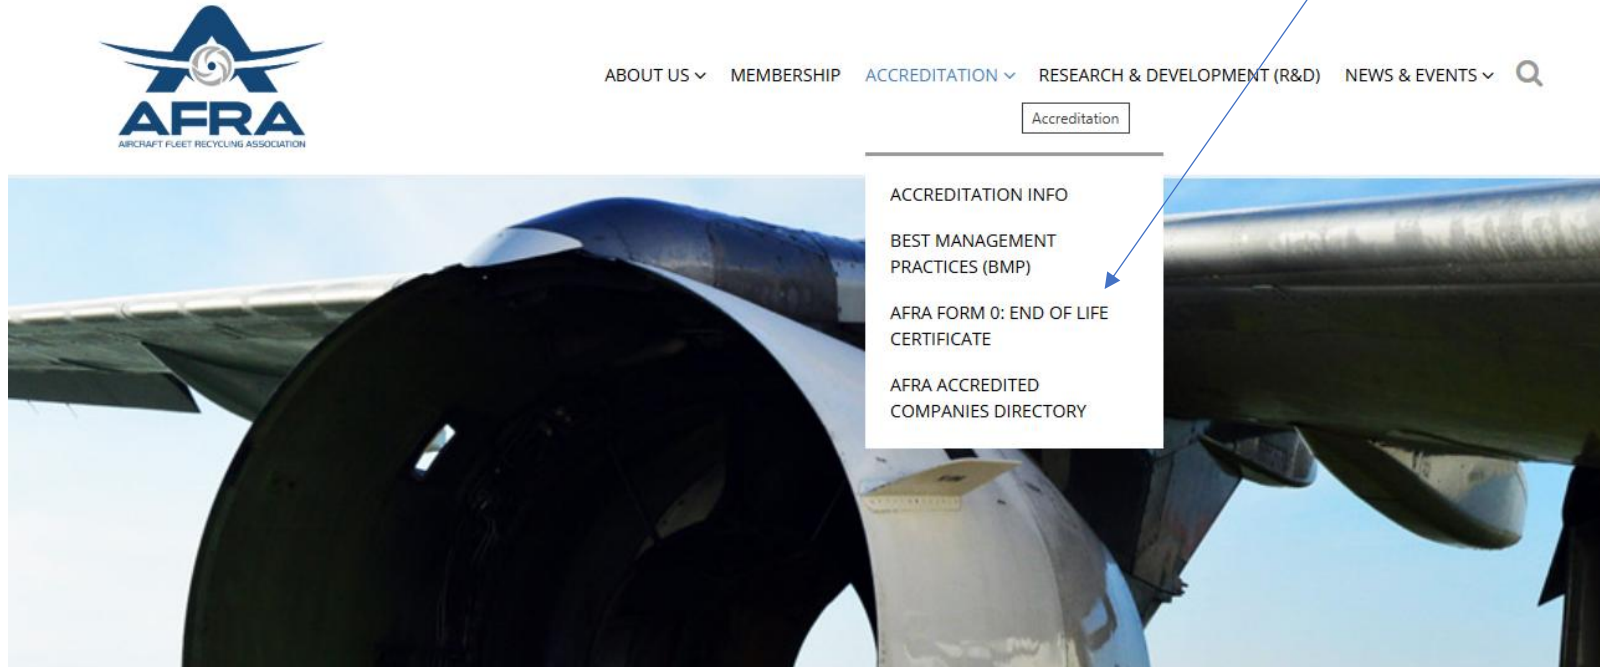 AFRA
AIRCRAFT FLEET RECYCLING ASSOCIATION
ABOUT US MEMBERSHIP ACCREDITATION RESEARCH & DEVELOPMENT (R&D) NEWS & EVENTS
Accreditation
ACCREDITATION INFO
BEST MANAGEMENT
PRACTICES (BMP)
AFRA FORM 0: END OF LIFE
CERTIFICATE
AFRA ACCREDITED
COMPANIES DIRECTORY